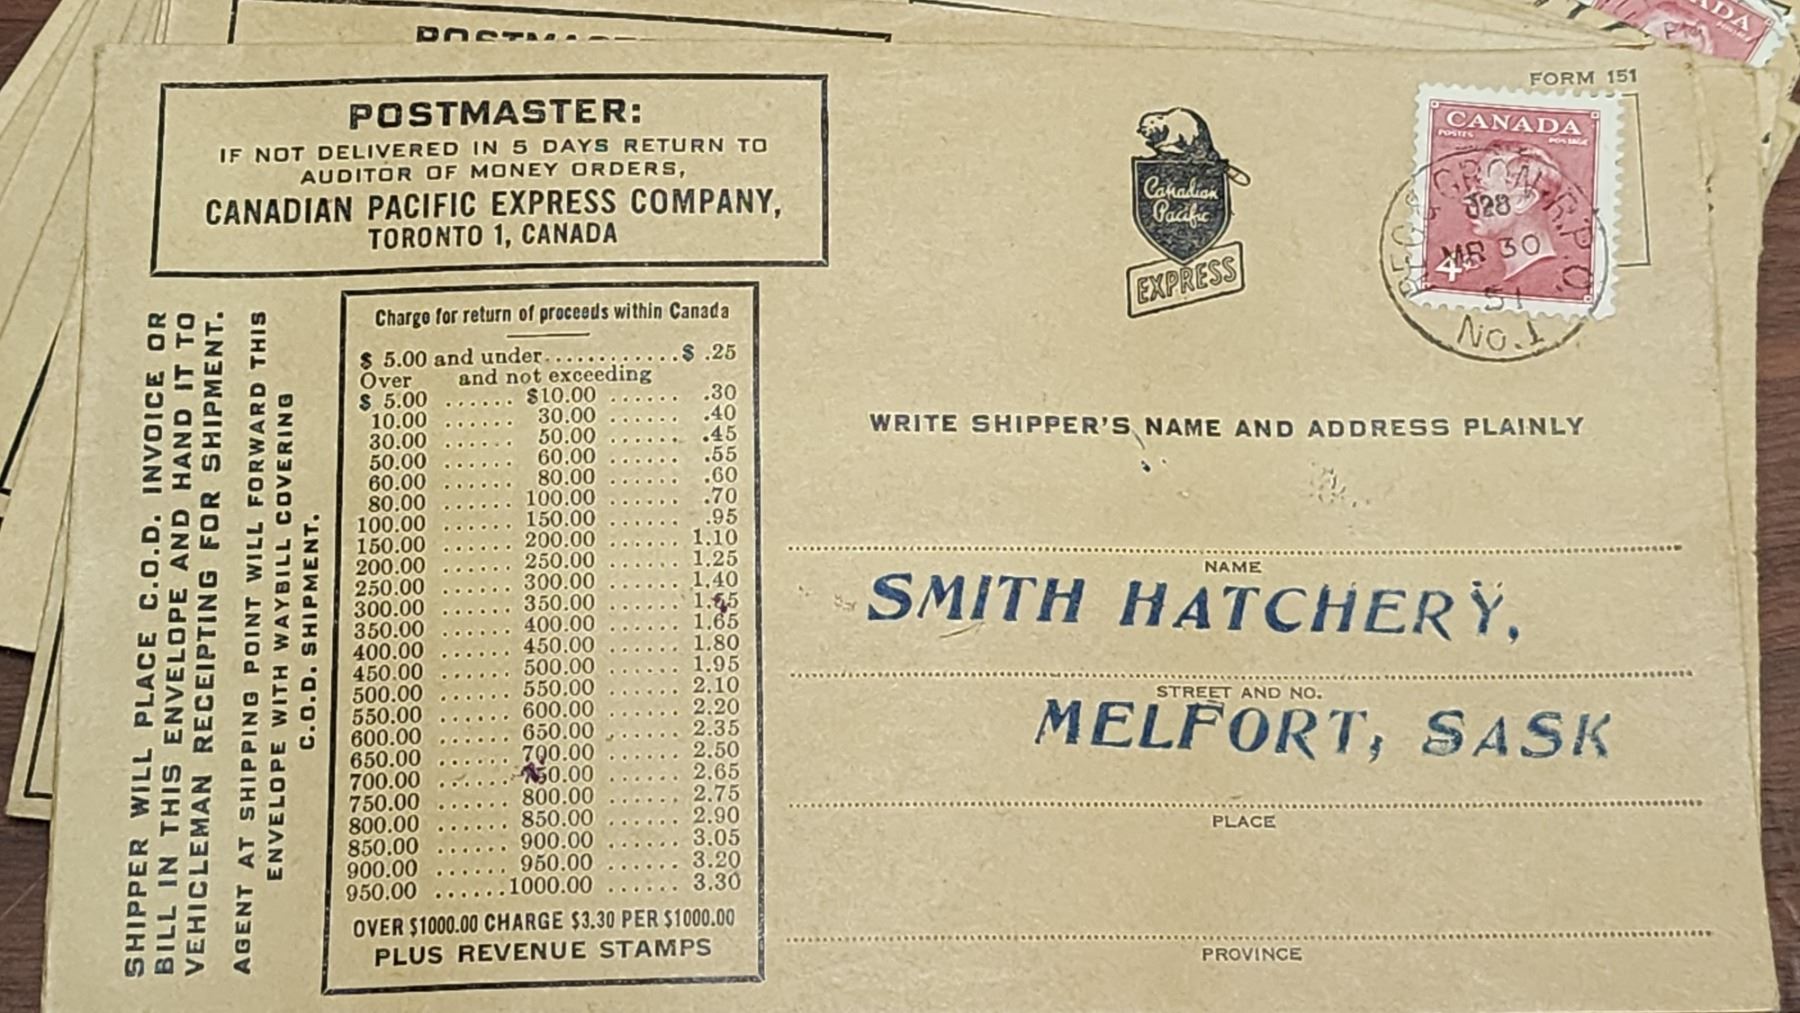 POSTMASTER:
IF NOT DELIVERED IN 5 DAYS RETURN TO
AUDITOR OF MONEY ORDERS,
CANADIAN PACIFIC EXPRESS COMPANY,
TORONTO 1, CANADA
FORM 151
Canadian
Pacific
EXPRESS
CANADA
POSTES POSTAGE
4
R.P.O.
328
MR 30
51
No. 1
SHIPPER WILL PLACE C.O.D. INVOICE OR
BILL IN THIS ENVELOPE AND HAND IT TO
VEHICLEMAN RECEIPTING FOR SHIPMENT.
AGENT AT SHIPPING POINT WILL FORWARD THIS
ENVELOPE WITH WAYBILL COVERING
C.O.D. SHIPMENT.
Charge for return of proceeds within Canada
$ 5.00 and under............$ .25
Over and not exceeding
$ 5.00 ...... $10.00 ...... .30
10.00 ...... 30.00 ...... .40
30.00 ...... 50.00 ...... .45
50.00 ...... 60.00 ...... .55
60.00 ...... 80.00 ...... .60
80.00 ...... 100.00 ...... .70
100.00 ...... 150.00 ...... .95
150.00 ...... 200.00 ...... 1.10
200.00 ...... 250.00 ...... 1.25
250.00 ...... 300.00 ...... 1.40
300.00 ...... 350.00 ......
350.00 ...... 400.00 ...... 1.65
400.00 ...... 450.00 ...... 1.80
450.00 ...... 500.00 ...... 1.95
500.00 ...... 550.00 ...... 2.10
550.00 ...... 600.00 ...... 2.20
600.00 ...... 650.00 ...... 2.35
650.00 ...... 700.00 ...... 2.50
700.00 ...... 750.00 ...... 2.65
750.00 ...... 800.00 ...... 2.75
800.00 ...... 850.00 ...... 2.90
850.00 ...... 900.00 ...... 3.05
900.00 ...... 950.00 ...... 3.20
950.00 ......1000.00 ...... 3.30
OVER $1000.00 CHARGE $3.30 PER $1000.00
PLUS REVENUE STAMPS
WRITE SHIPPER'S NAME AND ADDRESS PLAINLY
NAME
SMITH HATCHERY,
STREET AND NO.
MELFORT, SASK
PLACE
PROVINCE